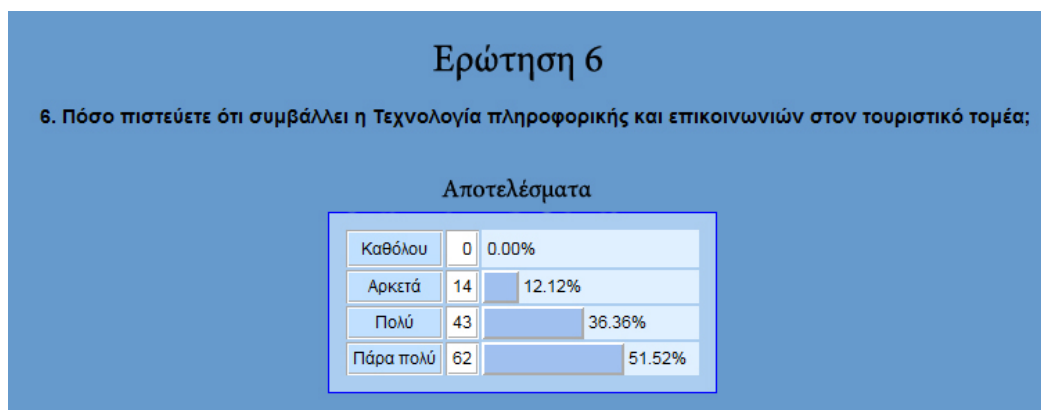 Ερώτηση 6
6. Πόσο πιστεύετε ότι συμβάλλει η Τεχνολογία πληροφορικής και επικοινωνιών στον τουριστικό τομέα;
Αποτελέσματα
Καθόλου 0 0.00%
Αρκετά 14 12.12%
Πολύ 43 36.36%
Πάρα πολύ 62 51.52%